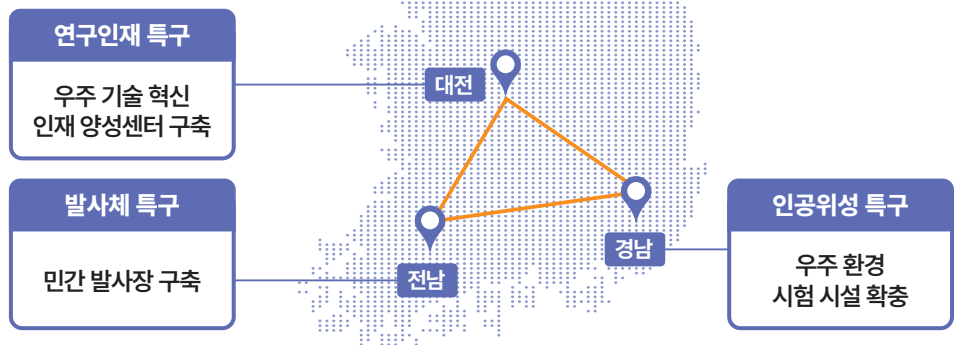 연구인재 특구
우주 기술 혁신
인재 양성센터 구축
대전
발사체 특구
민간 발사장 구축
전남
경남
인공위성 특구
우주 환경
시험 시설 확충